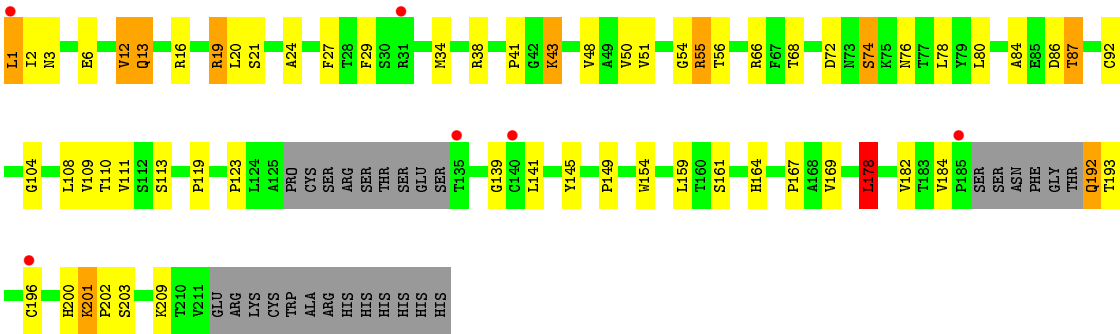 L1 I2 N3 E6 V12 Q13 R16 R19 L20 S21 A24 F27 T28 F29 S30 R31 M34 R38 P41 G42 K43 V48 A49 V50 V51 G54 R55 T56 R66 F67 T68 D72 N73 S74 K75 N76 T77 L78 Y79 L80 A84 E85 D86 T87 C92
G104 L108 V109 T110 V111 S112 S113 P119 P123 L124 A125 PRO CYS SER ARG SER THR SER GLU SER T135 G139 C140 L141 Y145 P149 W154 L159 T160 S161 H164 P167 A168 V169 L178 V182 T183 V184 P185 SER SER ASN PHE GLY THR Q192 T193
C196 H200 K201 P202 S203 K209 T210 V211 GLU ARG LYS CYS TRP ALA ARG HIS HIS HIS HIS HIS HIS